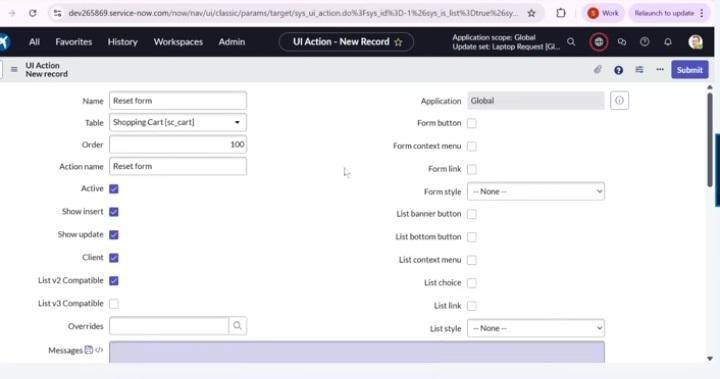 dev265869.service-now.com/now/nav/ui/classic/params/target/sys_ui_action.do%3Fsys_id%3D-1%26sys_is_list%3Dtrue%26sy...
S Work
Relaunch to update
All Favorites History Workspaces Admin
UI Action - New Record
Application scope: Global
Update set: Laptop Request [Gl...
UI Action
New record
Submit
Name Reset form
Table Shopping Cart [sc_cart]
Order 100
Action name Reset form
Active
Show insert
Show update
Client
List v2 Compatible
List v3 Compatible
Overrides
Messages
Application Global
Form button
Form context menu
Form link
Form style -- None --
List banner button
List bottom button
List context menu
List choice
List link
List style -- None --